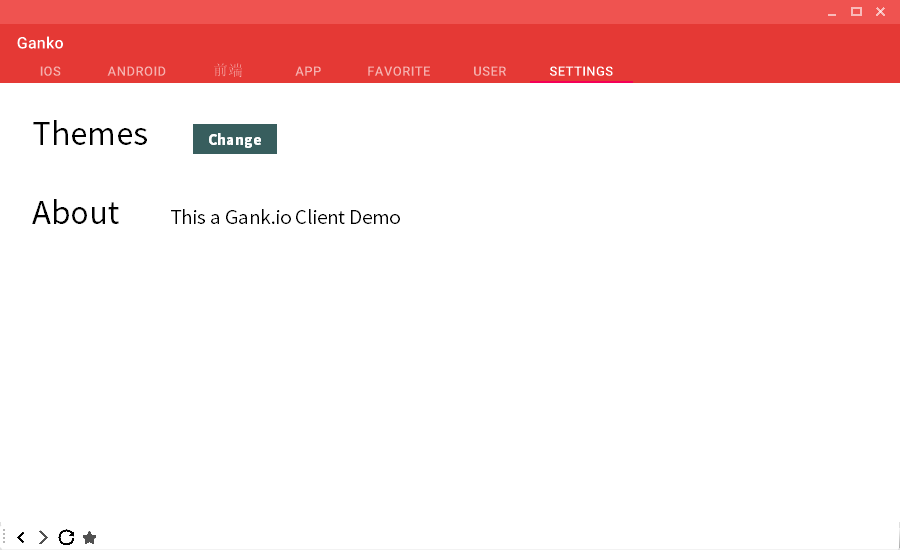 Ganko
IOS ANDROID 前端 APP FAVORITE USER SETTINGS
Themes Change
About This a Gank.io Client Demo